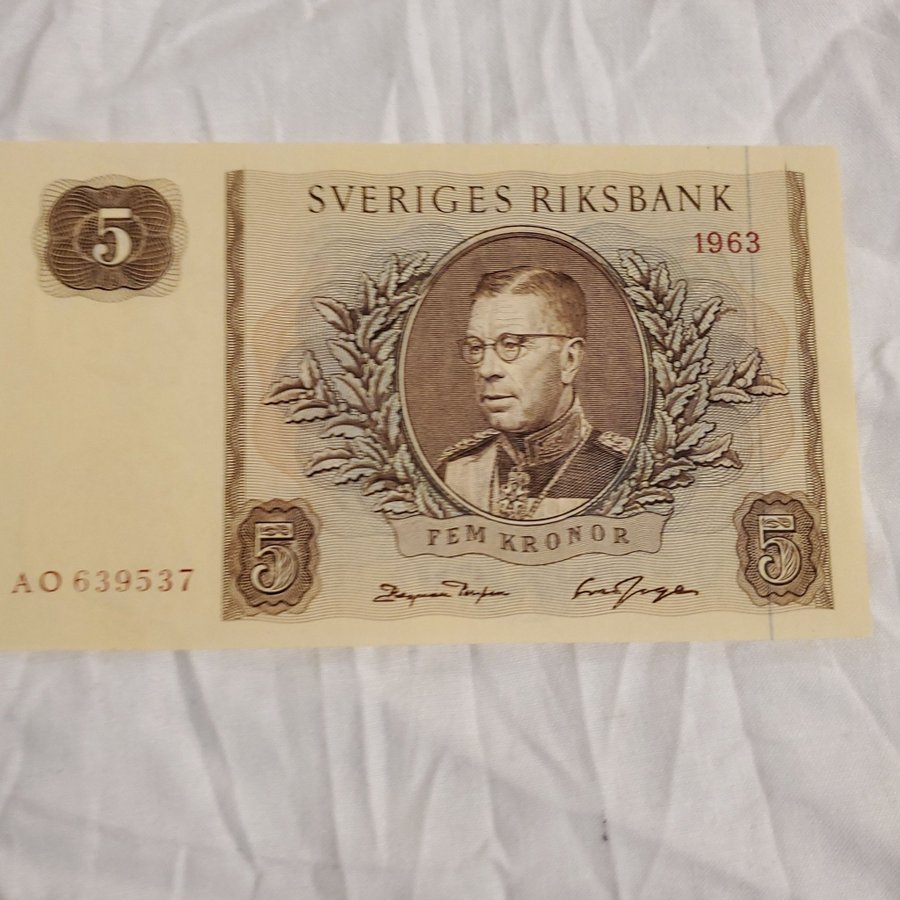 5
SVERIGES RIKSBANK
1963
FEM KRONOR
5
5
AO 639537